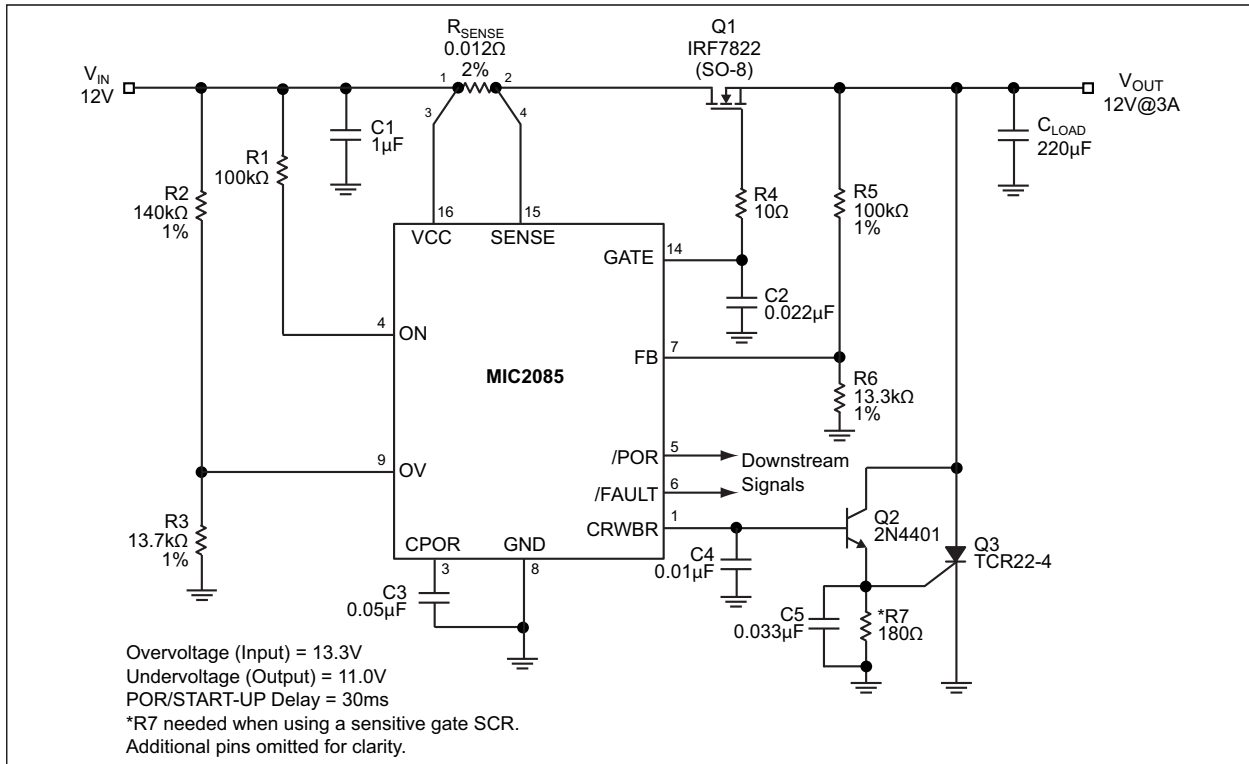 R_SENSE
0.012Ω
2%
Q1
IRF7822
(SO-8)
V_IN
12V
1
2
3
4
V_OUT
12V@3A
C1
1µF
C_LOAD
220µF
R1
100kΩ
R2
140kΩ
1%
R4
10Ω
R5
100kΩ
1%
16
15
VCC
SENSE
GATE
14
C2
0.022µF
4
ON
FB
7
MIC2085
R6
13.3kΩ
1%
9
OV
/POR
5
Downstream
Signals
/FAULT
6
CRWBR
1
Q2
2N4401
R3
13.7kΩ
1%
CPOR
GND
3
8
C4
0.01µF
Q3
TCR22-4
C3
0.05µF
C5
0.033µF
*R7
180Ω
Overvoltage (Input) = 13.3V
Undervoltage (Output) = 11.0V
POR/START-UP Delay = 30ms
*R7 needed when using a sensitive gate SCR.
Additional pins omitted for clarity.